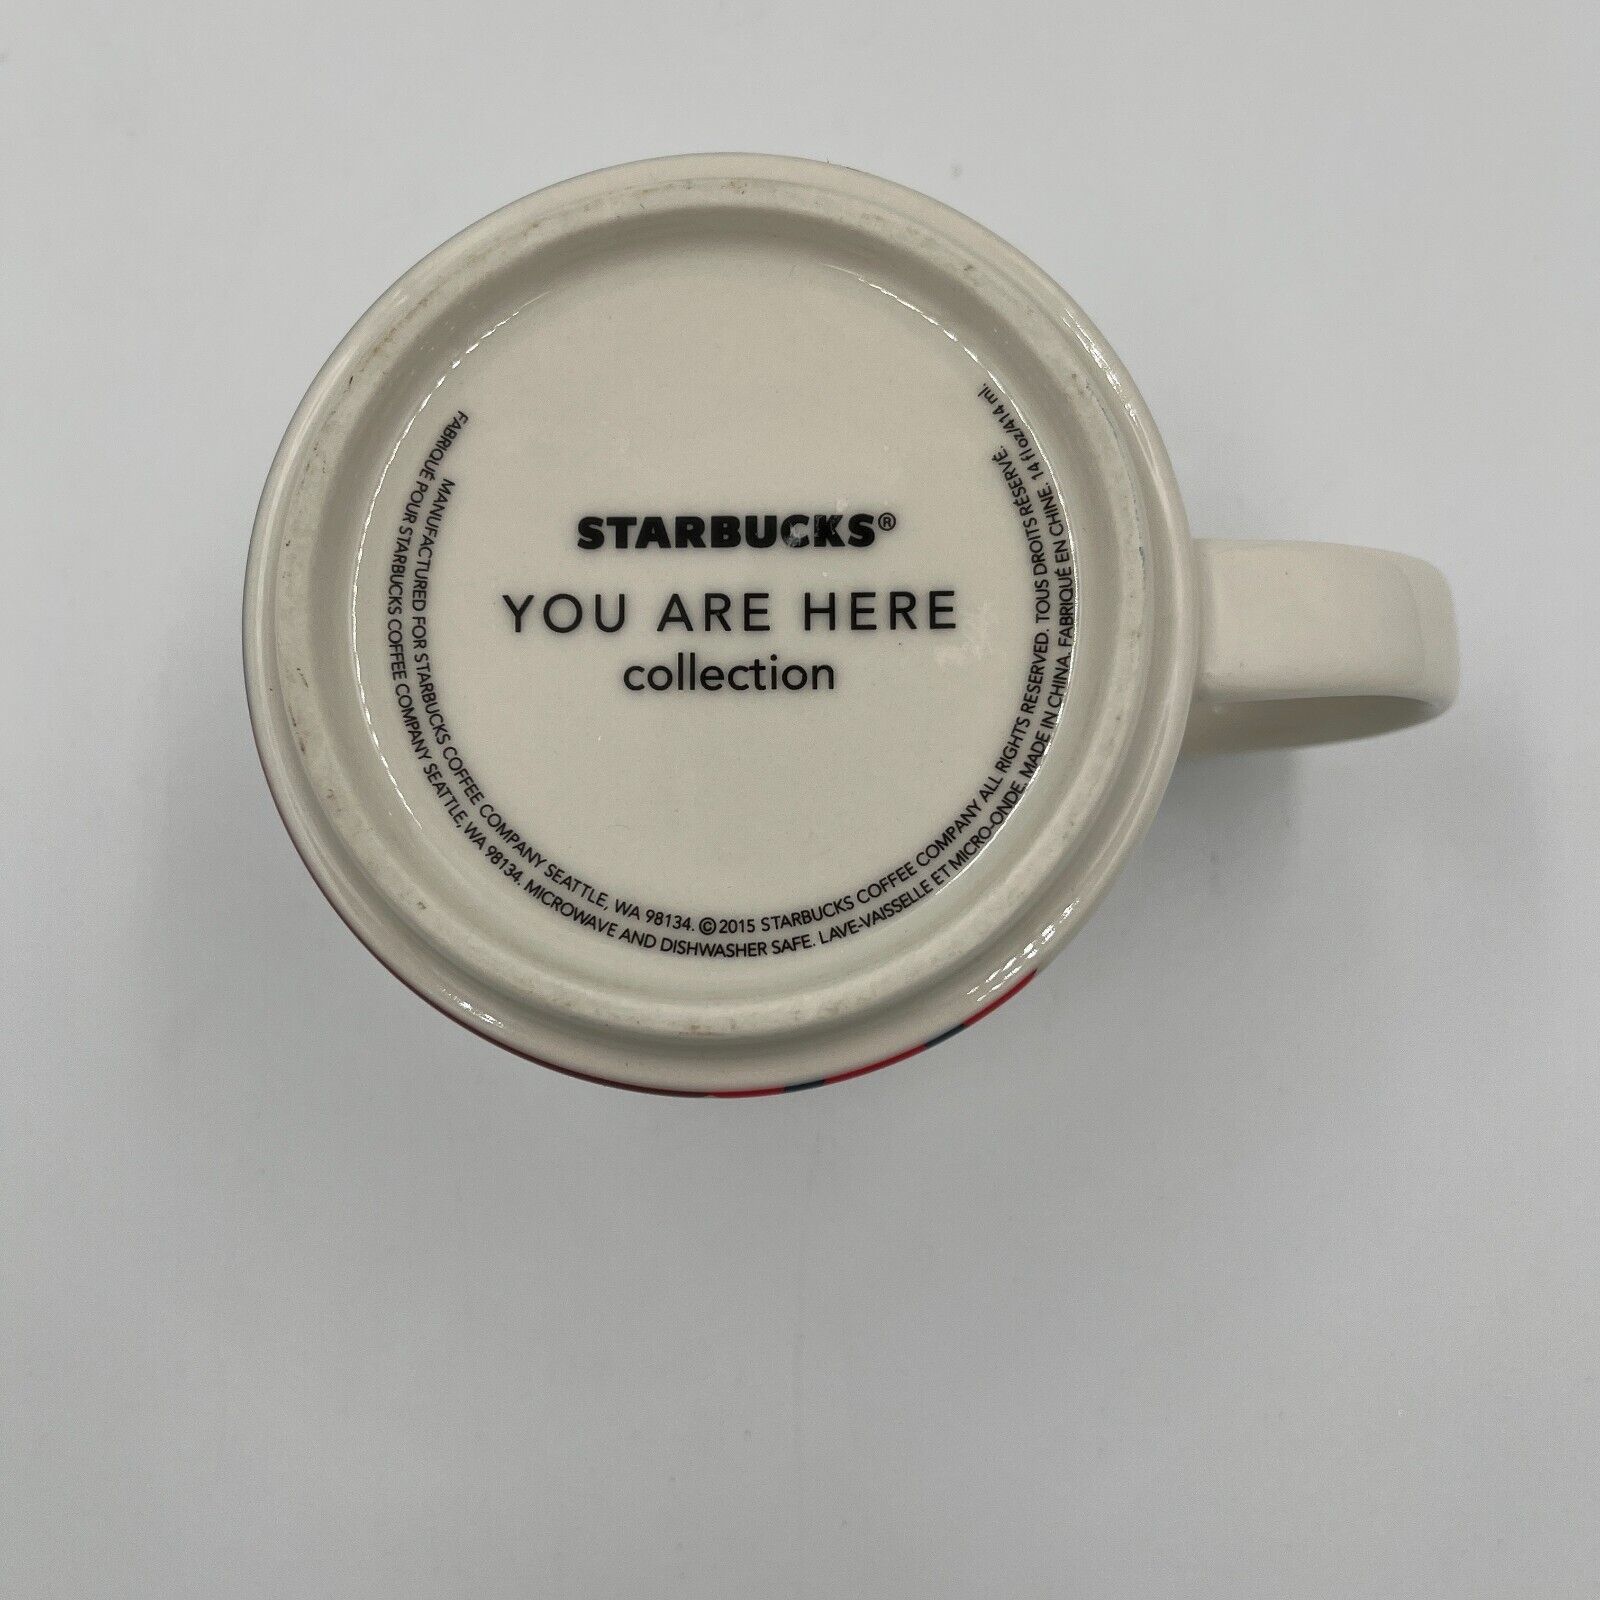 STARBUCKS®
YOU ARE HERE
collection
MANUFACTURED FOR STARBUCKS COFFEE COMPANY SEATTLE, WA 98134. ©2015 STARBUCKS COFFEE COMPANY ALL RIGHTS RESERVED. TOUS DROITS RÉSERVÉ.
FABRIQUÉ POUR STARBUCKS COFFEE COMPANY SEATTLE, WA 98134. MICROWAVE AND DISHWASHER SAFE. LAVE-VAISSELLE ET MICRO-ONDE. MADE IN CHINA. FABRIQUÉ EN CHINE. 14 fl oz/414 ml.